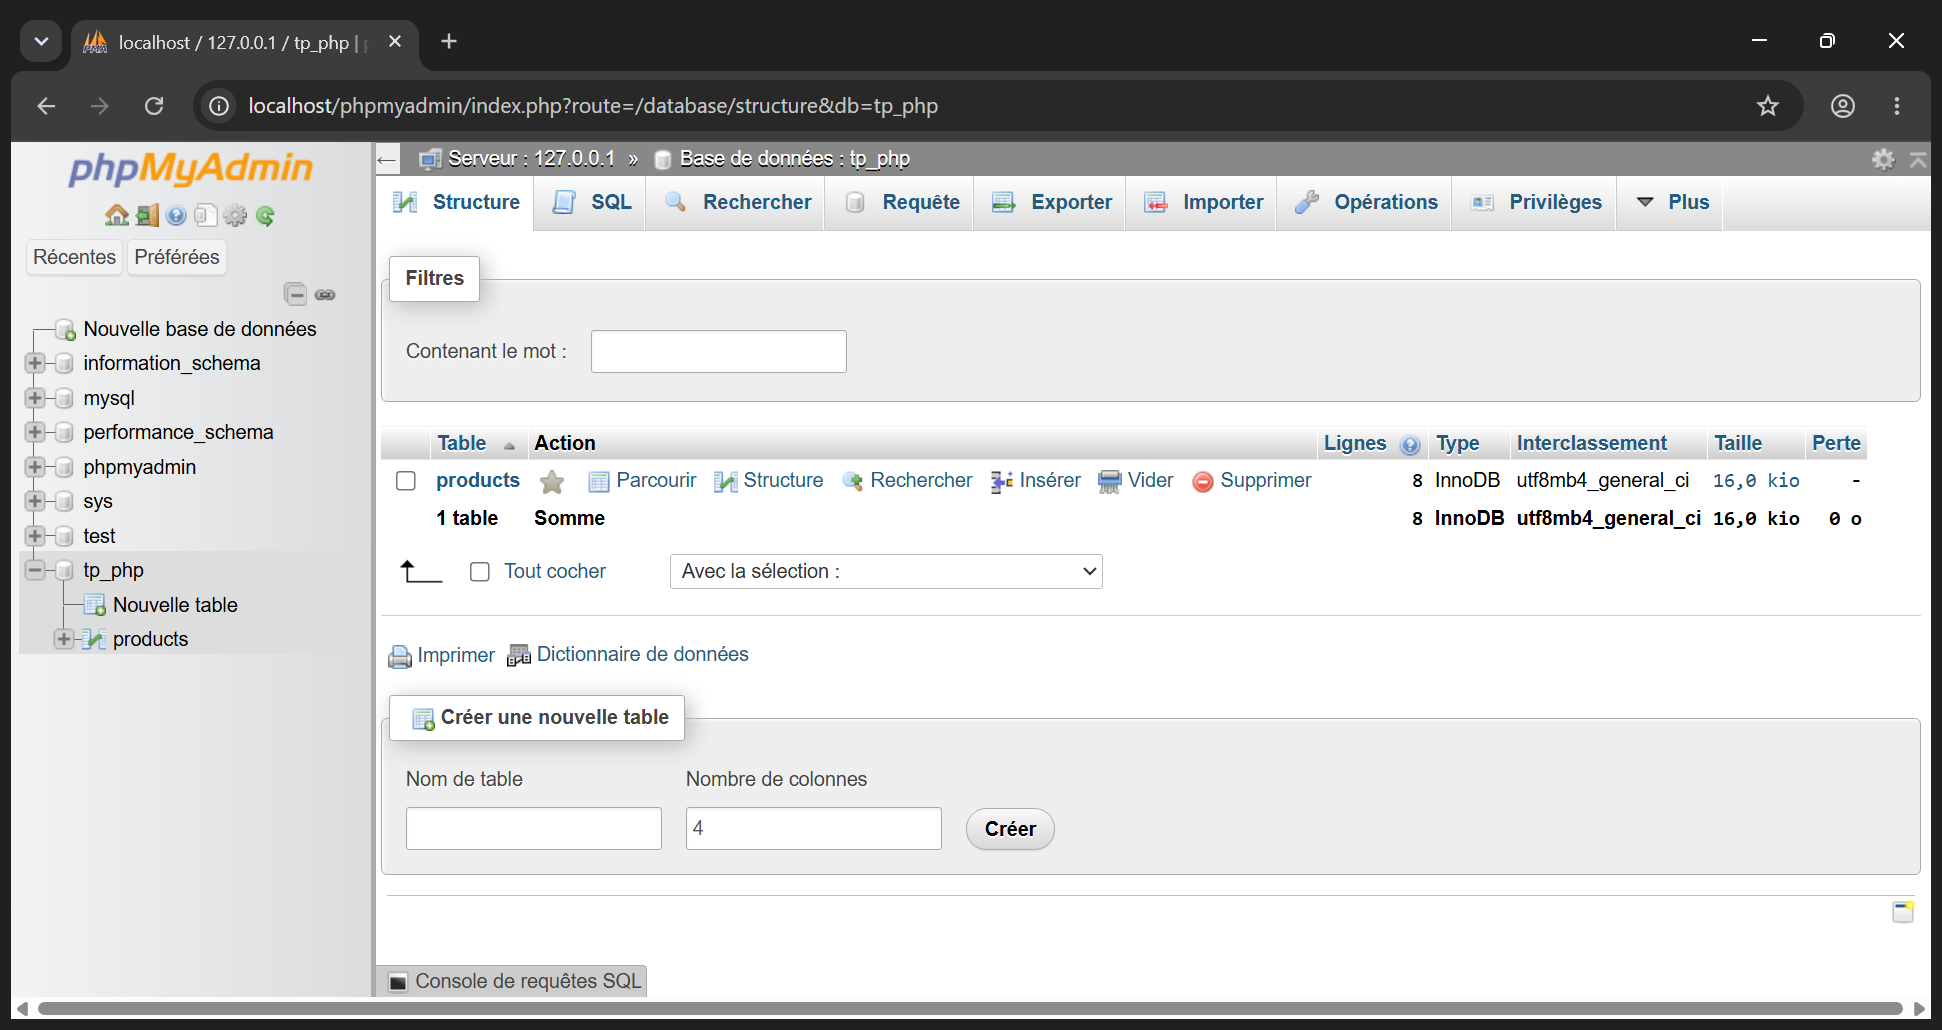 localhost / 127.0.0.1 / tp_php |
localhost/phpmyadmin/index.php?route=/database/structure&db=tp_php
phpMyAdmin
Récentes Préférées
Nouvelle base de données
information_schema
mysql
performance_schema
phpmyadmin
sys
test
tp_php
Nouvelle table
products
Serveur : 127.0.0.1 » Base de données : tp_php
Structure SQL Rechercher Requête Exporter Importer Opérations Privilèges Plus
Filtres
Contenant le mot :
Table Action Lignes Type Interclassement Taille Perte
products Parcourir Structure Rechercher Insérer Vider Supprimer 8 InnoDB utf8mb4_general_ci 16,0 kio -
1 table Somme 8 InnoDB utf8mb4_general_ci 16,0 kio 0 o
Tout cocher Avec la sélection :
Imprimer Dictionnaire de données
Créer une nouvelle table
Nom de table Nombre de colonnes
4 Créer
Console de requêtes SQL